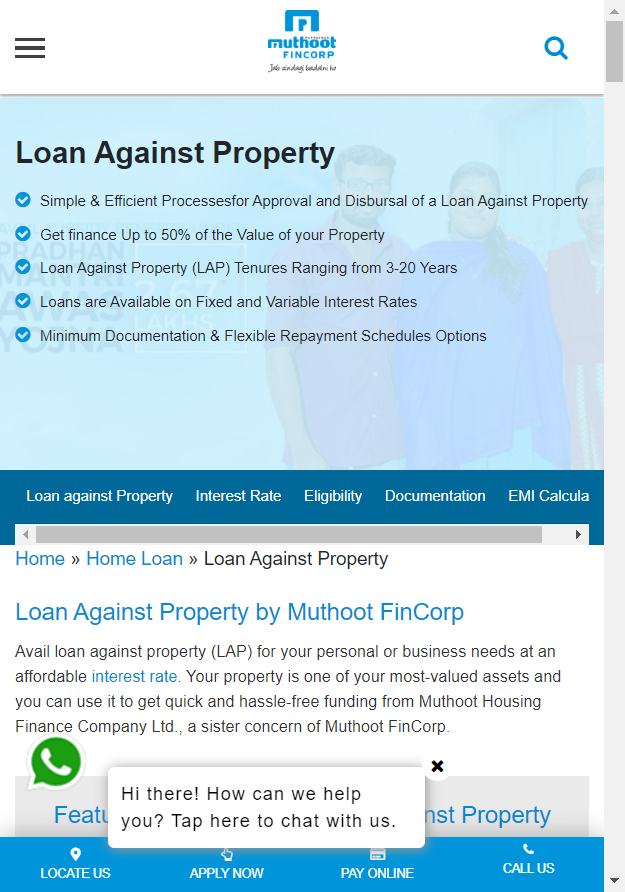 muthoot
FINCORP
Loan Against Property
Simple & Efficient Processesfor Approval and Disbursal of a Loan Against Property
Get finance Up to 50% of the Value of your Property
Loan Against Property (LAP) Tenures Ranging from 3-20 Years
Loans are Available on Fixed and Variable Interest Rates
Minimum Documentation & Flexible Repayment Schedules Options
PRADHAN
MANTRI
AWAS
YOJNA
2.67
LAKHS
Loan against Property Interest Rate Eligibility Documentation EMI Calcula
Home » Home Loan » Loan Against Property
Loan Against Property by Muthoot FinCorp
Avail loan against property (LAP) for your personal or business needs at an
affordable interest rate. Your property is one of your most-valued assets and
you can use it to get quick and hassle-free funding from Muthoot Housing
Finance Company Ltd., a sister concern of Muthoot FinCorp.
Hi there! How can we help
you? Tap here to chat with us.
Featu nst Property
LOCATE US APPLY NOW PAY ONLINE CALL US